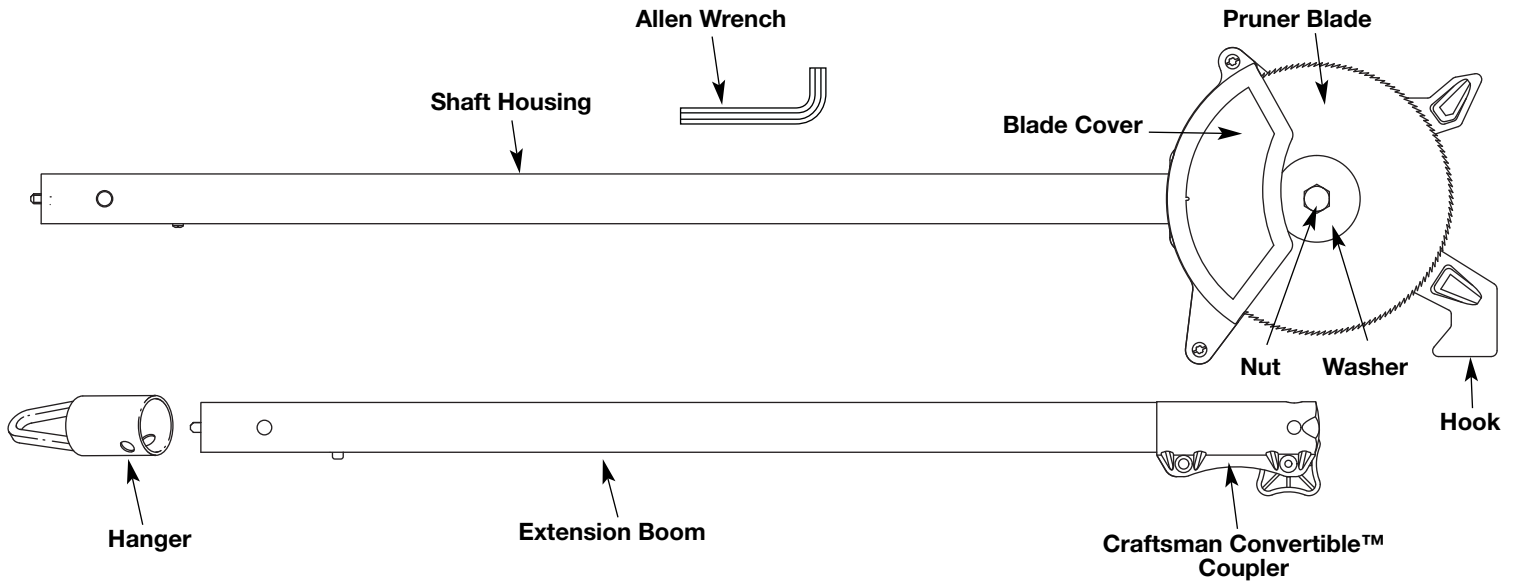 Allen Wrench
Pruner Blade
Shaft Housing
Blade Cover
Nut
Washer
Hook
Hanger
Extension Boom
Craftsman Convertible™
Coupler